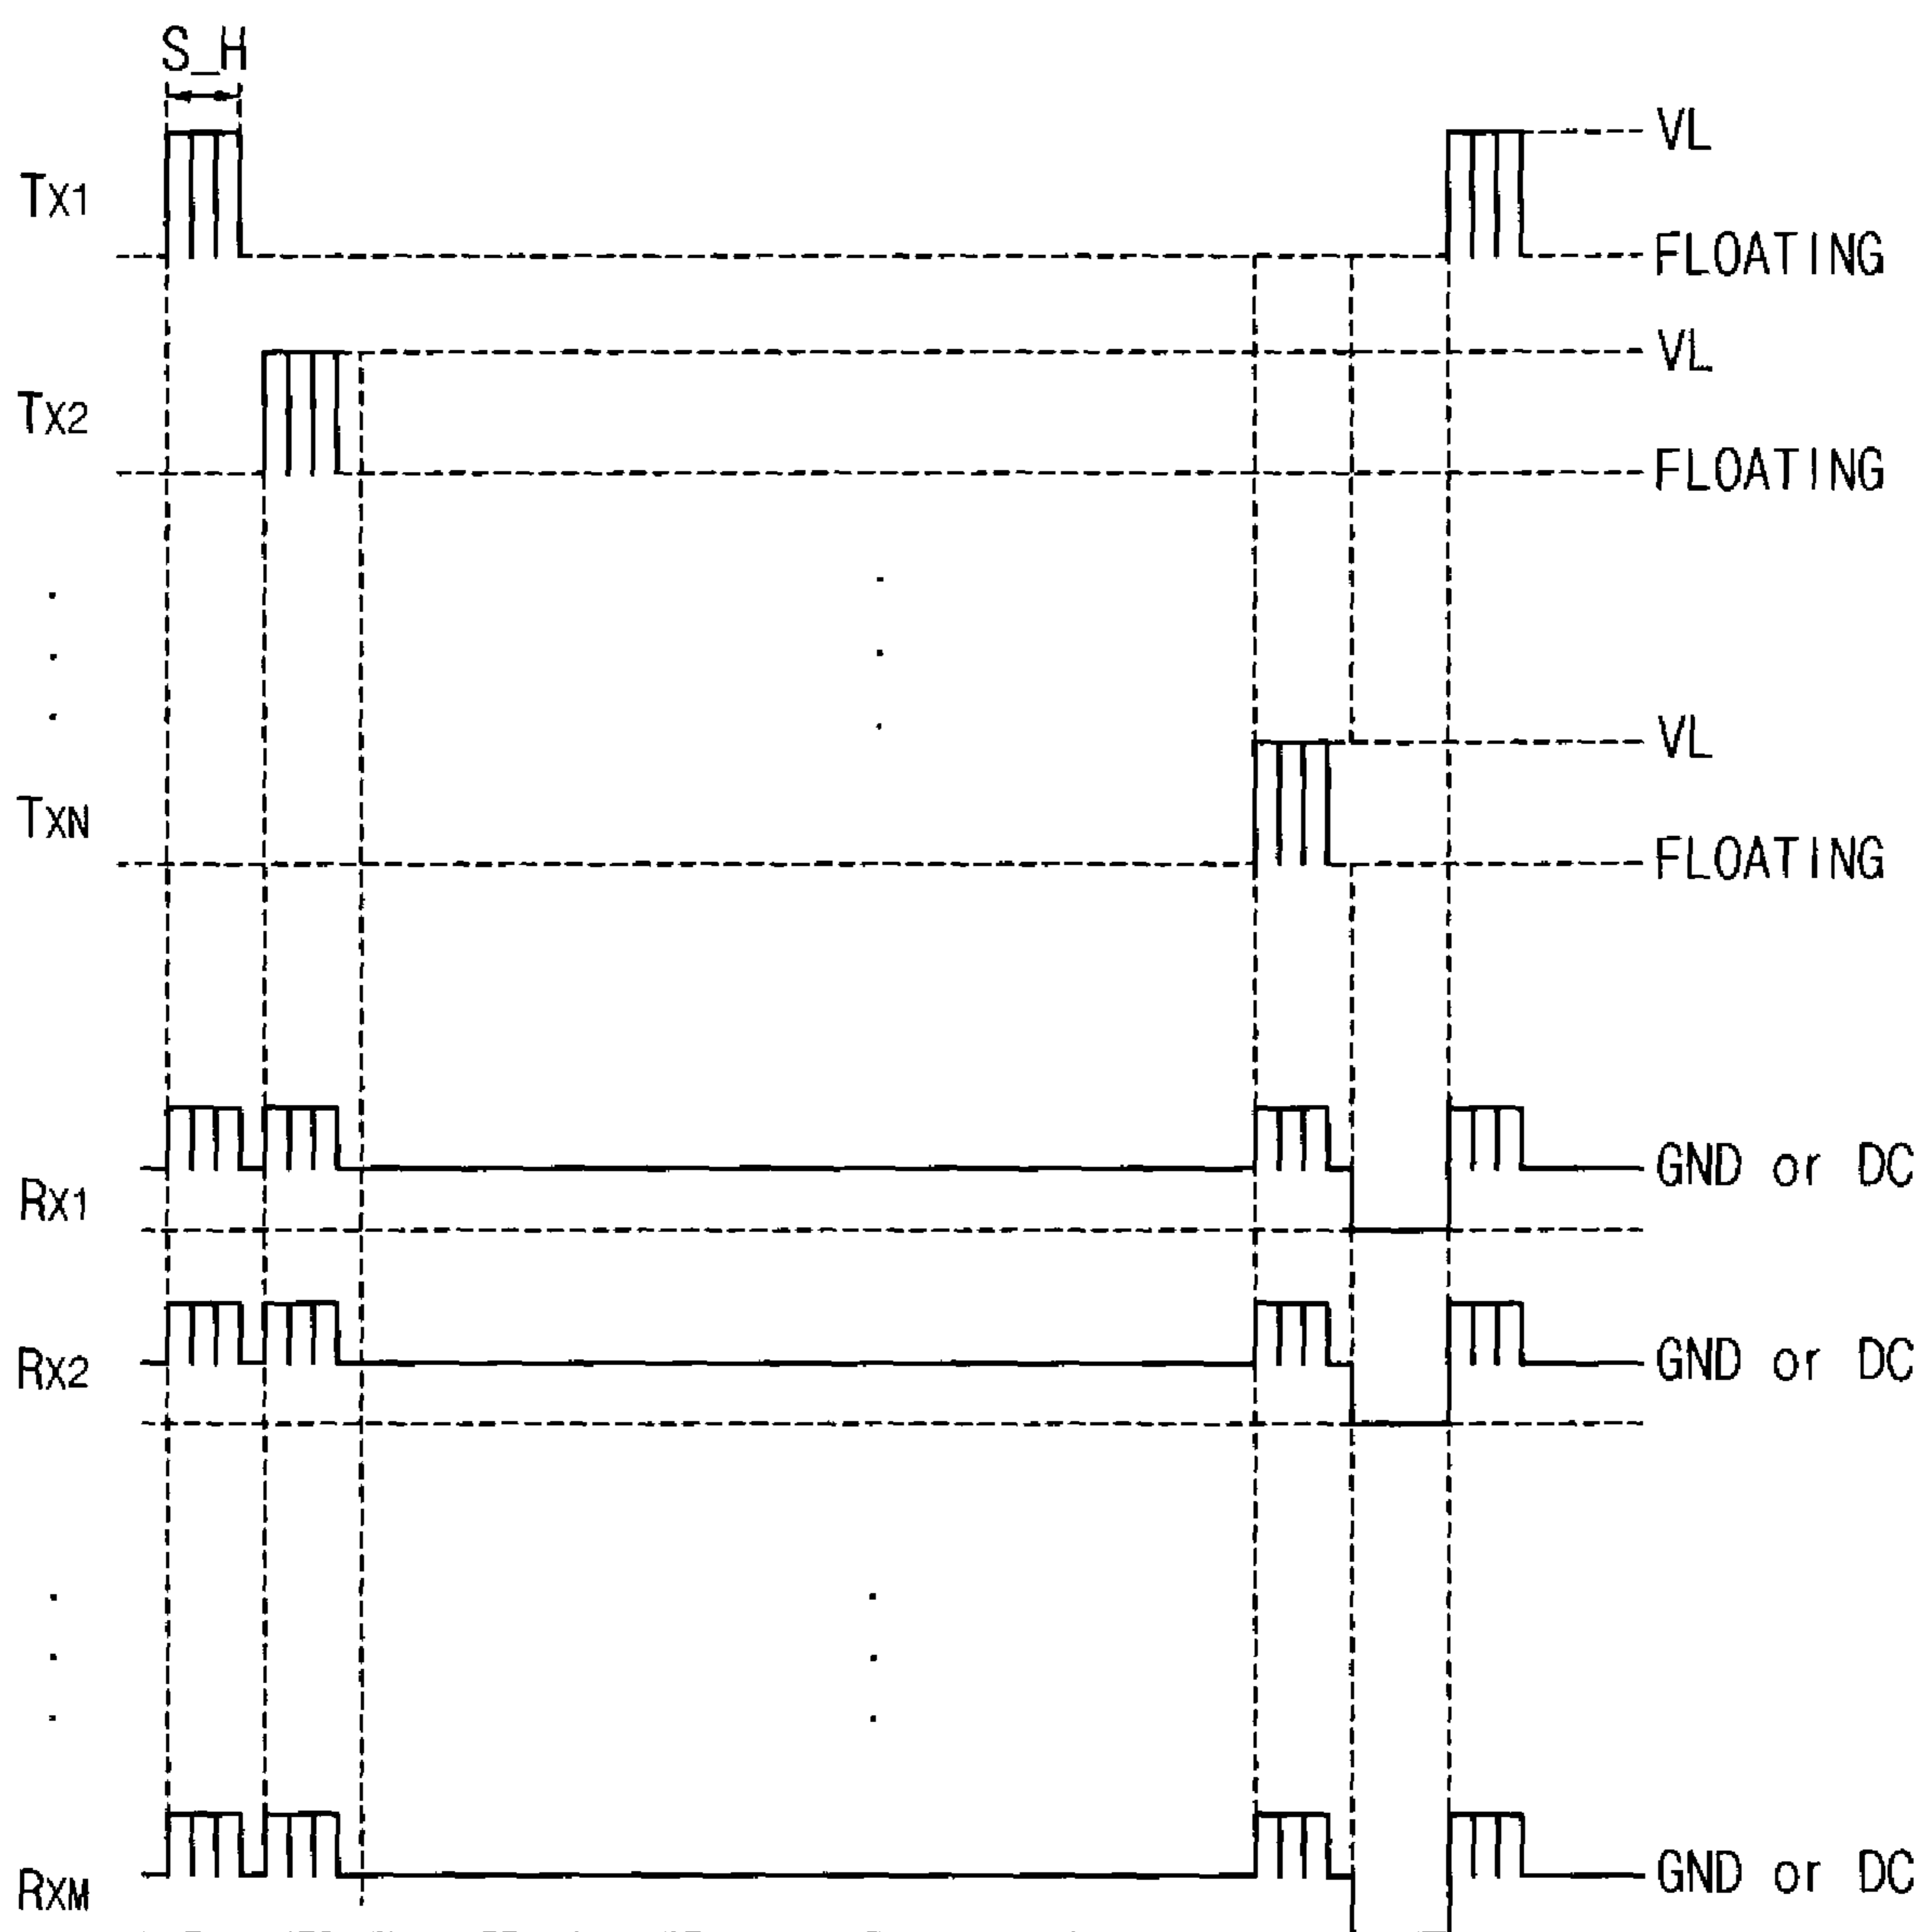 S_H
VL
Tx1
FLOATING
VL
Tx2
FLOATING
VL
TxN
FLOATING
GND or DC
Rx1
GND or DC
Rx2
GND or DC
RxM